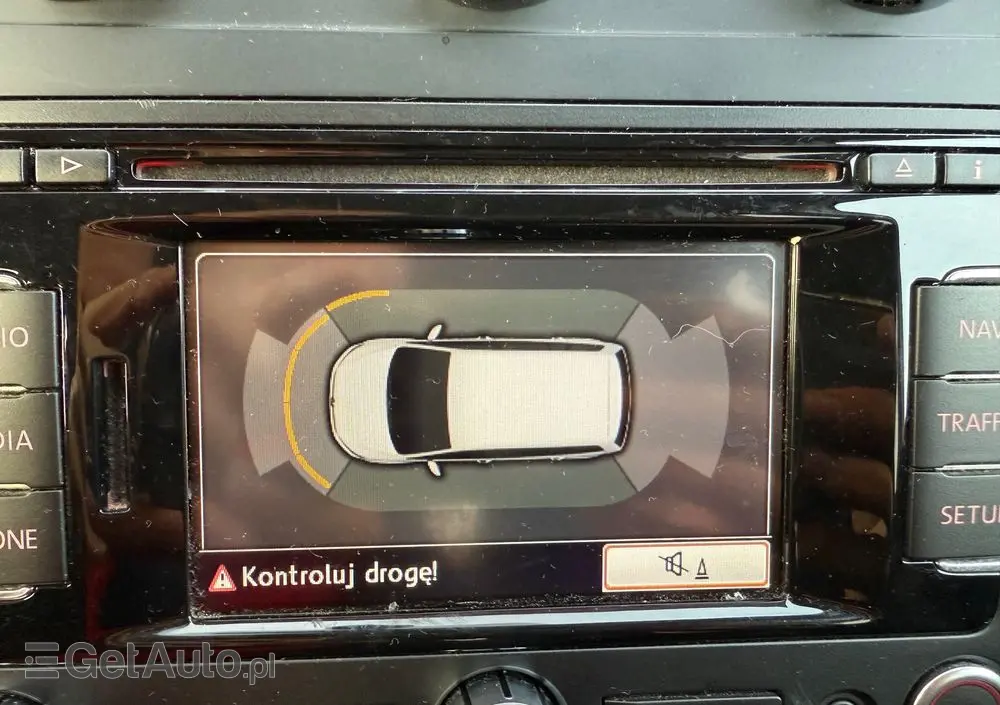 i
IO
NAV
DIA
TRAFF
ONE
SETUP
Kontroluj drogę!
GetAuto.pl